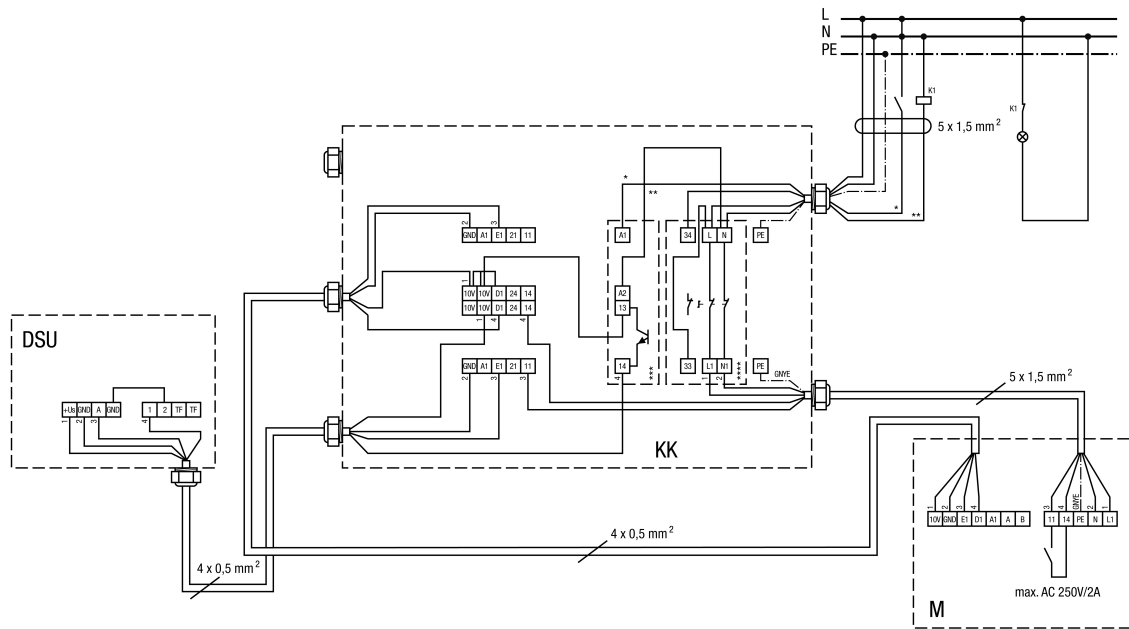 L
N
PE
K1
K1
5 x 1,5 mm²
*
**
*
**
3
2
GND A1 E1 21 11
A1
34 L N
PE
DSU
1
10V 10V D1 24 14
10V 10V D1 24 14
1 4 4
A2
13
14
4
***
33
L1 N1
1 2
****
PE
GNYE
GND A1 E1 21 11
2 3 3
5 x 1,5 mm²
+Us GND A GND
1 2 TF TF
1 2 3 4
KK
4 x 0,5 mm²
4 x 0,5 mm²
1 2 3 4
10V GND E1 D1 A1 A B
3 4 GNYE 2 1
11 14 PE N L1
max. AC 250V/2A
M